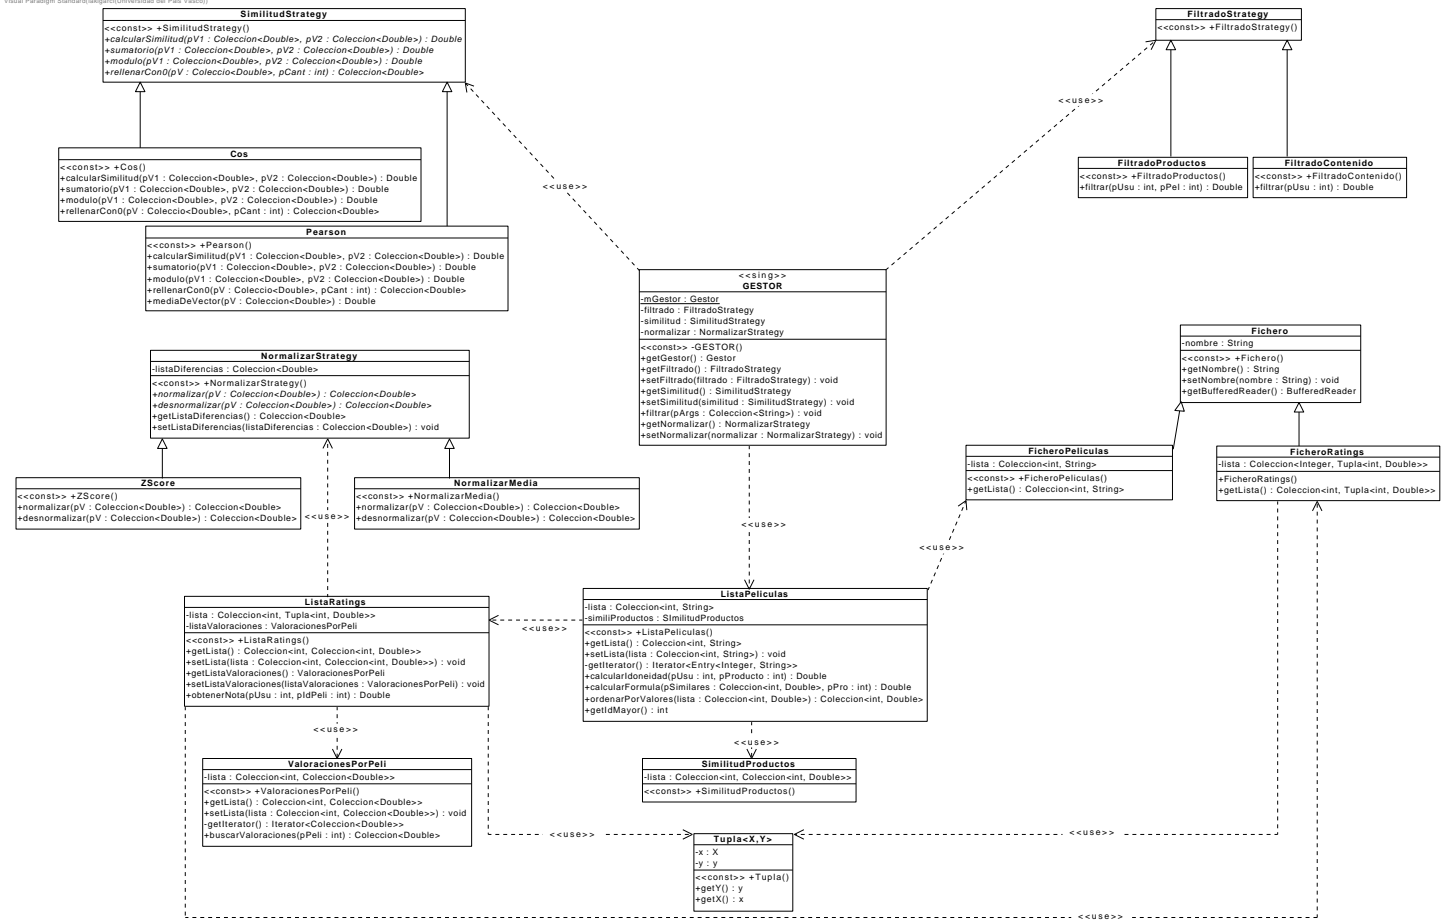 Visual Paradigm Standard(iakigarci(Universidad del Pais Vasco))
SimilitudStrategy
<<const>> +SimilitudStrategy()
+calcularSimilitud(pV1 : Coleccion<Double>, pV2 : Coleccion<Double>) : Double
+sumatorio(pV1 : Coleccion<Double>, pV2 : Coleccion<Double>) : Double
+modulo(pV1 : Coleccion<Double>, pV2 : Coleccion<Double>) : Double
+rellenarCon0(pV : Coleccio<Double>, pCant : int) : Coleccion<Double>
FiltradoStrategy
<<const>> +FiltradoStrategy()
<<use>>
<<use>>
Cos
<<const>> +Cos()
+calcularSimilitud(pV1 : Coleccion<Double>, pV2 : Coleccion<Double>) : Double
+sumatorio(pV1 : Coleccion<Double>, pV2 : Coleccion<Double>) : Double
+modulo(pV1 : Coleccion<Double>, pV2 : Coleccion<Double>) : Double
+rellenarCon0(pV : Coleccio<Double>, pCant : int) : Coleccion<Double>
FiltradoProductos
<<const>> +FiltradoProductos()
+filtrar(pUsu : int, pPel : int) : Double
FiltradoContenido
<<const>> +FiltradoContenido()
+filtrar(pUsu : int) : Double
Pearson
<<const>> +Pearson()
+calcularSimilitud(pV1 : Coleccion<Double>, pV2 : Coleccion<Double>) : Double
+sumatorio(pV1 : Coleccion<Double>, pV2 : Coleccion<Double>) : Double
+modulo(pV1 : Coleccion<Double>, pV2 : Coleccion<Double>) : Double
+rellenarCon0(pV : Coleccio<Double>, pCant : int) : Coleccion<Double>
+mediaDeVector(pV : Coleccion<Double>) : Double
<<sing>>
GESTOR
-mGestor : Gestor
-filtrado : FiltradoStrategy
-similitud : SimilitudStrategy
-normalizar : NormalizarStrategy
<<const>> -GESTOR()
+getGestor() : Gestor
+getFiltrado() : FiltradoStrategy
+setFiltrado(filtrado : FiltradoStrategy) : void
+getSimilitud() : SimilitudStrategy
+setSimilitud(similitud : SimilitudStrategy) : void
+filtrar(pArgs : Coleccion<String>) : void
+getNormalizar() : NormalizarStrategy
+setNormalizar(normalizar : NormalizarStrategy) : void
Fichero
-nombre : String
<<const>> +Fichero()
+getNombre() : String
+setNombre(nombre : String) : void
+getBufferedReader() : BufferedReader
NormalizarStrategy
-listaDiferencias : Coleccion<Double>
<<const>> +NormalizarStrategy()
+normalizar(pV : Coleccion<Double>) : Coleccion<Double>
+desnormalizar(pV : Coleccion<Double>) : Coleccion<Double>
+getListaDiferencias() : Coleccion<Double>
+setListaDiferencias(listaDiferencias : Coleccion<Double>) : void
FicheroPeliculas
-lista : Coleccion<int, String>
<<const>> +FicheroPeliculas()
+getLista() : Coleccion<int, String>
FicheroRatings
-lista : Coleccion<Integer, Tupla<int, Double>>
+FicheroRatings()
+getLista() : Coleccion<int, Tupla<int, Double>>
ZScore
<<const>> +ZScore()
+normalizar(pV : Coleccion<Double>) : Coleccion<Double>
+desnormalizar(pV : Coleccion<Double>) : Coleccion<Double>
<<use>>
NormalizarMedia
<<const>> +NormalizarMedia()
+normalizar(pV : Coleccion<Double>) : Coleccion<Double>
+desnormalizar(pV : Coleccion<Double>) : Coleccion<Double>
<<use>>
<<use>>
ListaRatings
-lista : Coleccion<int, Tupla<int, Double>>
-listaValoraciones : ValoracionesPorPeli
<<const>> +ListaRatings()
+getLista() : Coleccion<int, Coleccion<int, Double>>
+setLista(lista : Coleccion<int, Coleccion<int, Double>>) : void
+getListaValoraciones() : ValoracionesPorPeli
+setListaValoraciones(listaValoraciones : ValoracionesPorPeli) : void
+obtenerNota(pUsu : int, pIdPeli : int) : Double
<<use>>
ListaPeliculas
-lista : Coleccion<int, String>
-similiProductos : SImilitudProductos
<<const>> +ListaPeliculas()
+getLista() : Coleccion<int, String>
+setLista(lista : Coleccion<int, String>) : void
-getIterator() : Iterator<Entry<Integer, String>>
+calcularIdoneidad(pUsu : int, pProducto : int) : Double
+calcularFormula(pSimilares : Coleccion<int, Double>, pPro : int) : Double
+ordenarPorValores(lista : Coleccion<int, Double>) : Coleccion<int, Double>
+getIdMayor() : int
<<use>>
<<use>>
ValoracionesPorPeli
-lista : Coleccion<int, Coleccion<Double>>
<<const>> +ValoracionesPorPeli()
+getLista() : Coleccion<int, Coleccion<Double>>
+setLista(lista : Coleccion<int, Coleccion<Double>>) : void
-getIterator() : Iterator<Coleccion<Double>>
+buscarValoraciones(pPeli : int) : Coleccion<Double>
SimilitudProductos
-lista : Coleccion<int, Coleccion<int, Double>>
<<const>> +SimilitudProductos()
<<use>>
<<use>>
Tupla<X,Y>
-x : X
-y : y
<<const>> +Tupla()
+getY() : y
+getX() : x
<<use>>